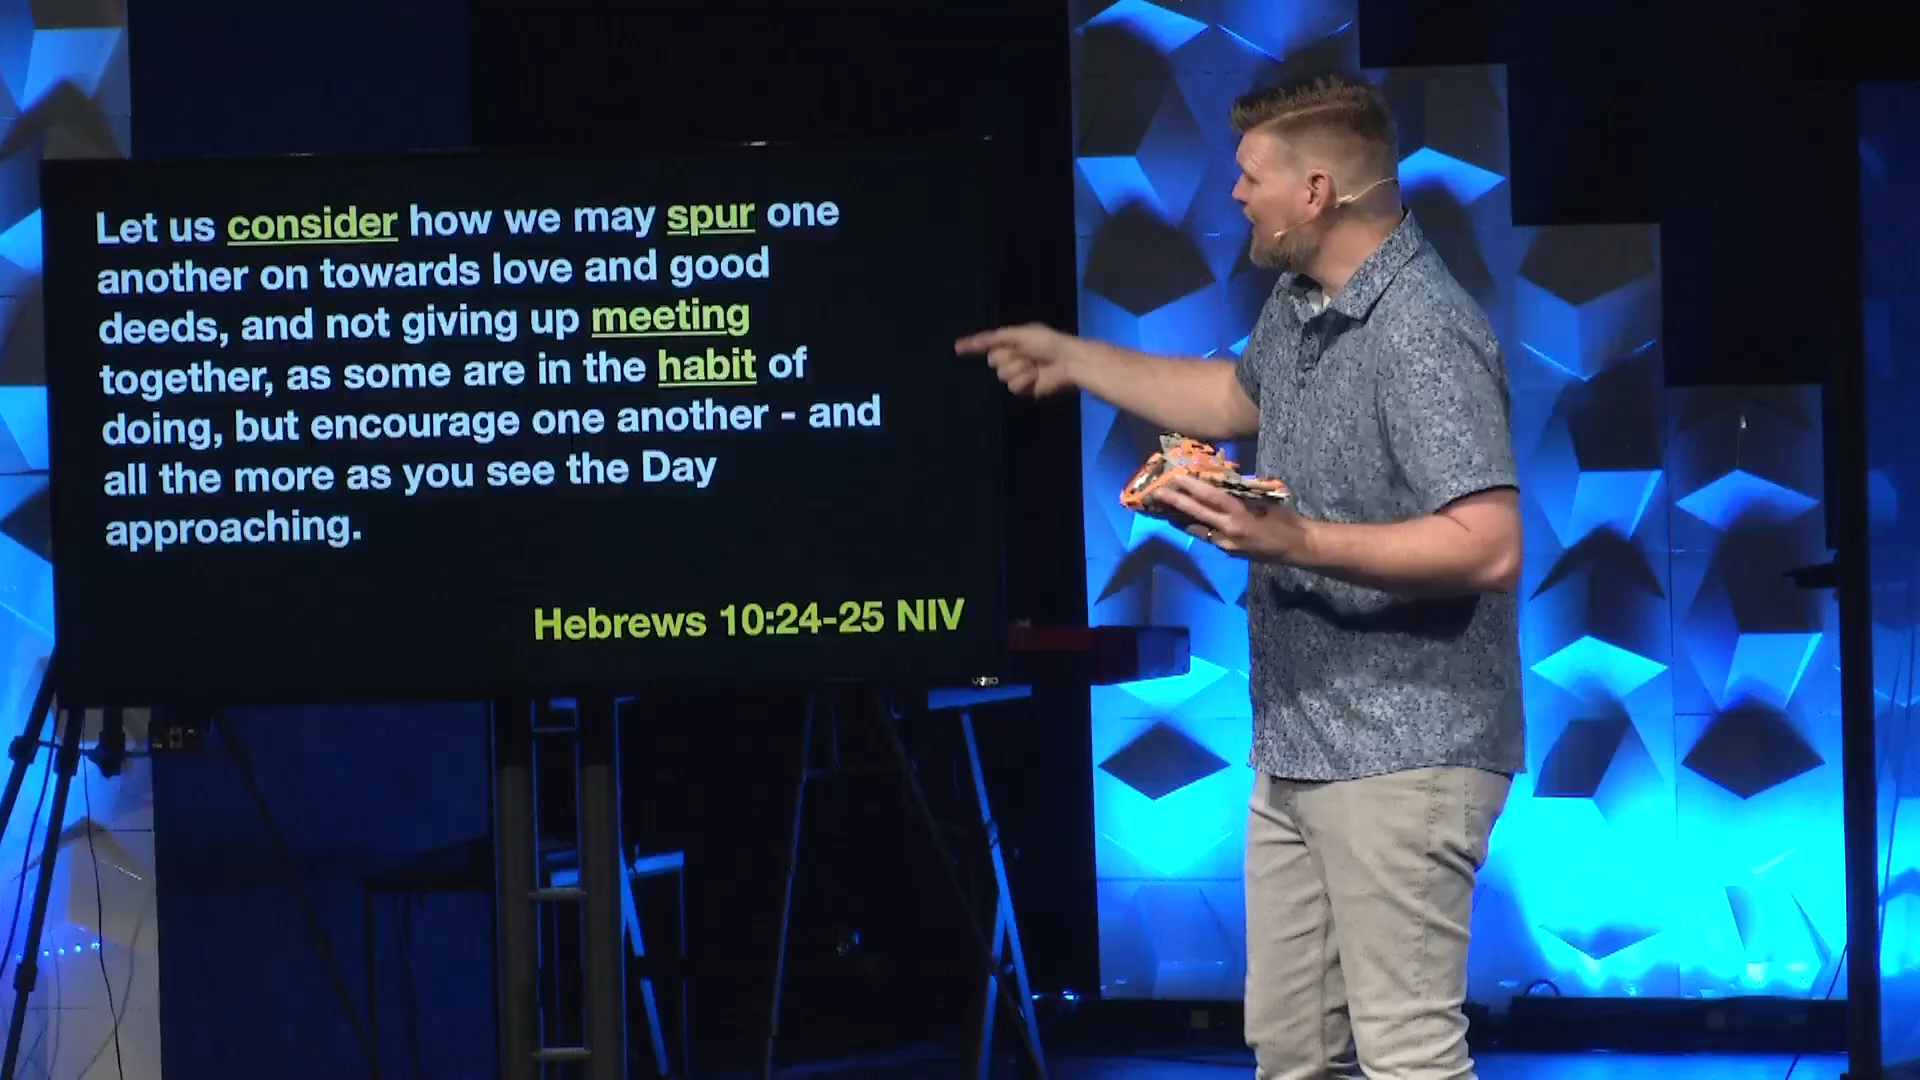 Let us consider how we may spur one
another on towards love and good
deeds, and not giving up meeting
together, as some are in the habit of
doing, but encourage one another - and
all the more as you see the Day
approaching.
Hebrews 10:24-25 NIV